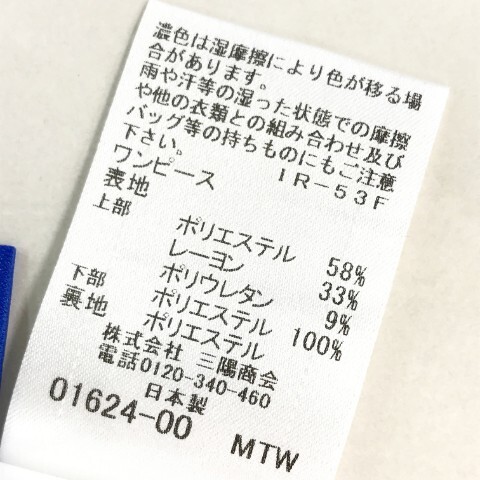 濃色は湿摩擦により色が移る場
合があります。
雨や汗等の湿った状態での摩擦
や他の衣類との組み合わせ及び
バッグ等の持ちものにもご注意
下さい。
ワンピース IR-53F
表地
上部
ポリエステル 58%
レーヨン 33%
ポリウレタン 9%
下部 ポリエステル 100%
裏地 ポリエステル
株式会社 三陽商会
電話0120-340-460
日本製
01624-00 MTW